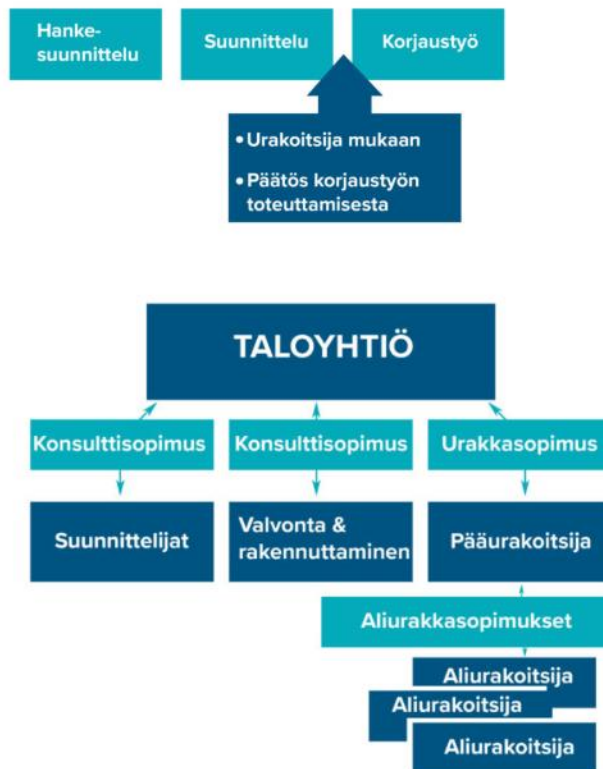 Hanke-
suunnittelu
Suunnittelu
Korjaustyö
• Urakoitsija mukaan
• Päätös korjaustyön
toteuttamisesta
TALOYHTIÖ
Konsulttisopimus
Konsulttisopimus
Urakkasopimus
Suunnittelijat
Valvonta &
rakennuttaminen
Pääurakoitsija
Aliurakkasopimukset
Aliurakoitsija
Aliurakoitsija
Aliurakoitsija